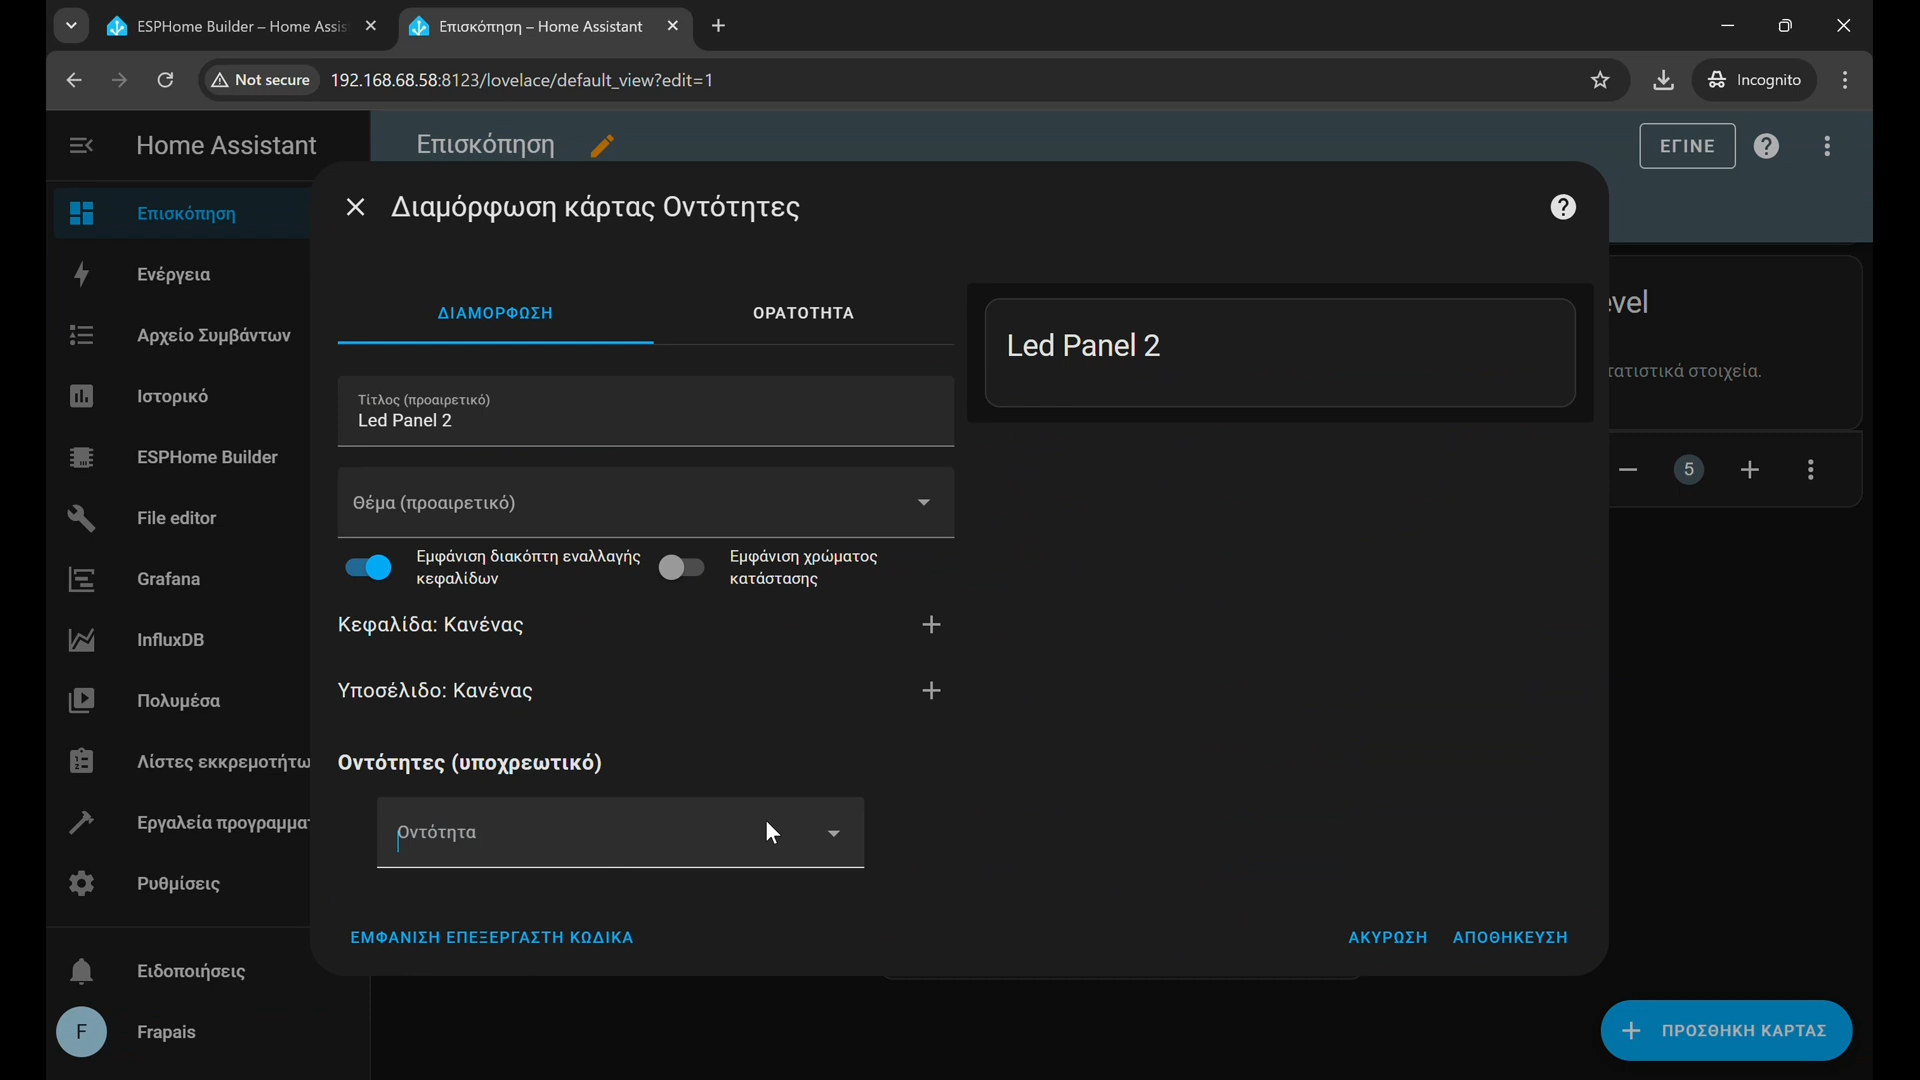 ESPHome Builder – Home Assis
Επισκόπηση – Home Assistant
Not secure
192.168.68.58:8123/lovelace/default_view?edit=1
Incognito
Home Assistant
Επισκόπηση
ΕΓΙΝΕ
Επισκόπηση
Ενέργεια
Αρχείο Συμβάντων
Ιστορικό
ESPHome Builder
File editor
Grafana
InfluxDB
Πολυμέσα
Λίστες εκκρεμοτήτω
Εργαλεία προγραμμα
Ρυθμίσεις
Ειδοποιήσεις
F
Frapais
Διαμόρφωση κάρτας Οντότητες
ΔΙΑΜΟΡΦΩΣΗ
ΟΡΑΤΟΤΗΤΑ
Τίτλος (προαιρετικό)
Led Panel 2
Θέμα (προαιρετικό)
Εμφάνιση διακόπτη εναλλαγής
κεφαλίδων
Εμφάνιση χρώματος
κατάστασης
Κεφαλίδα: Κανένας
Υποσέλιδο: Κανένας
Οντότητες (υποχρεωτικό)
Οντότητα
ΕΜΦΑΝΙΣΗ ΕΠΕΞΕΡΓΑΣΤΗ ΚΩΔΙΚΑ
ΑΚΥΡΩΣΗ
ΑΠΟΘΗΚΕΥΣΗ
Led Panel 2
evel
τατιστικά στοιχεία.
5
ΠΡΟΣΘΗΚΗ ΚΑΡΤΑΣ